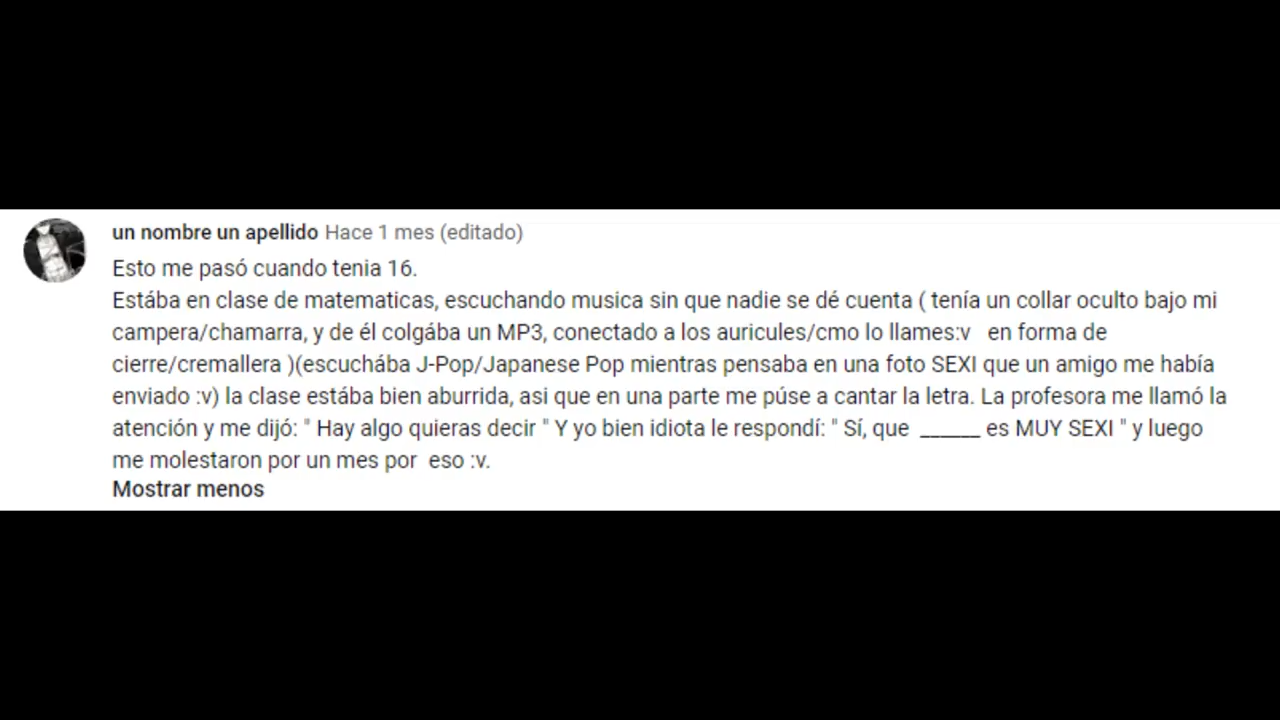 un nombre un apellido Hace 1 mes (editado)
Esto me pasó cuando tenia 16.
Estába en clase de matematicas, escuchando musica sin que nadie se dé cuenta ( tenía un collar oculto bajo mi
campera/chamarra, y de él colgába un MP3, conectado a los auricules/cmo lo llames:v en forma de
cierre/cremallera )(escuchába J-Pop/Japanese Pop mientras pensaba en una foto SEXI que un amigo me había
enviado :v) la clase estába bien aburrida, asi que en una parte me púse a cantar la letra. La profesora me llamó la
atención y me dijó: " Hay algo quieras decir " Y yo bien idiota le respondí: " Sí, que ______ es MUY SEXI " y luego
me molestaron por un mes por eso :v.
Mostrar menos